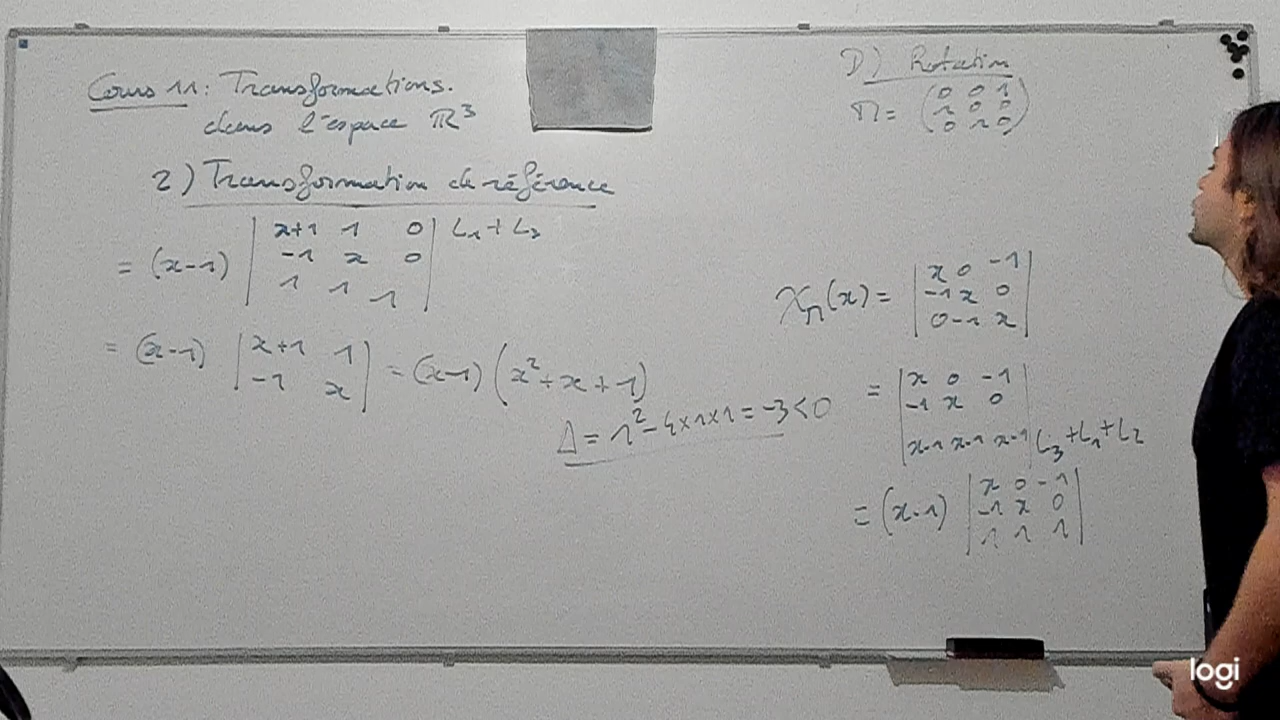 Cours 11: Transformations.
dans l'espace ℝ³
2) Transformation de référence
= (x-1) | x+1 1 0 | L₁+L₃
| -1 x 0 |
| 1 1 1 |
= (x-1) | x+1 1 | = (x-1)(x²+x+1)
| -1 x |
Δ = 1²-4×1×1 = -3<0
D) Rotation
M = ( 0 0 1 )
( 1 0 0 )
( 0 1 0 )
χ_M(x) = | x 0 -1 |
| -1 x 0 |
| 0 -1 x |
= | x 0 -1 |
| -1 x 0 |
| x-1 x-1 x-1 | L₃+L₁+L₂
= (x-1) | x 0 -1 |
| -1 x 0 |
| 1 1 1 |
logi